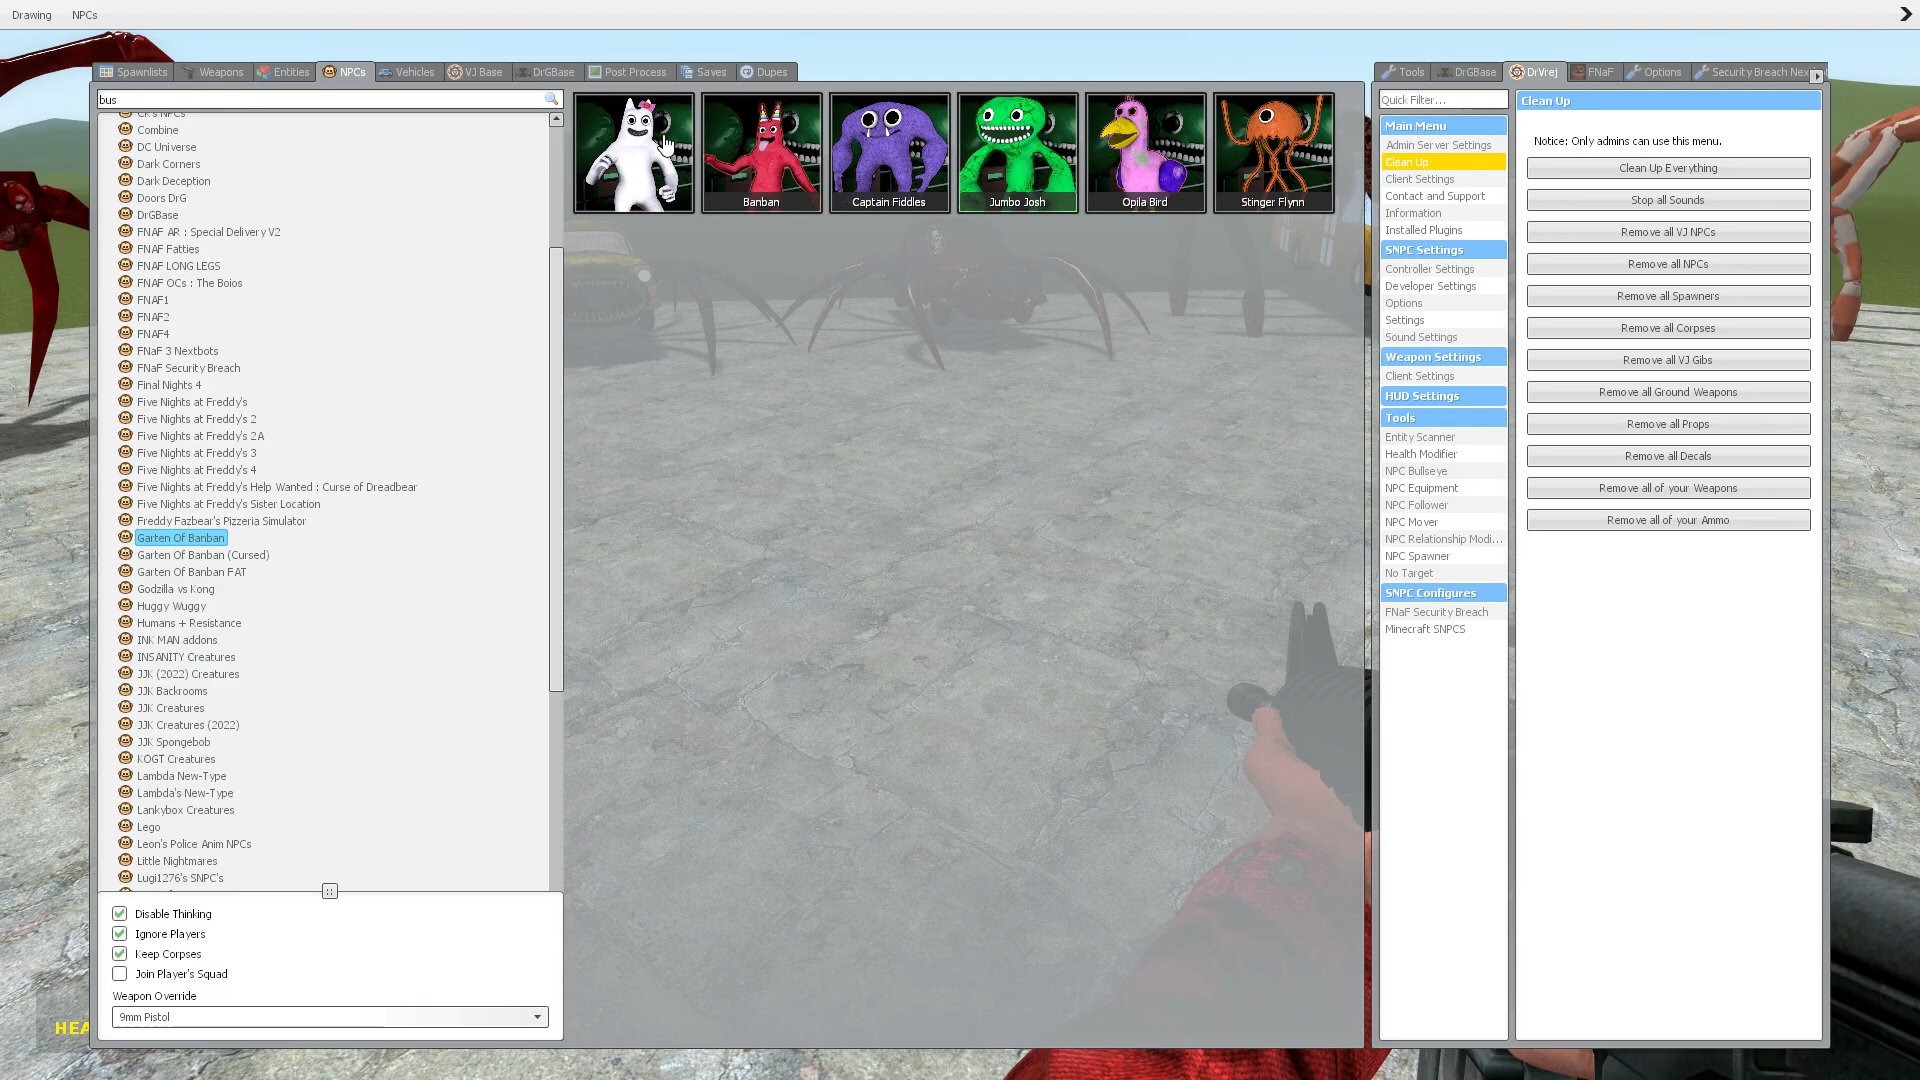 Drawing NPCs
Spawnlists Weapons Entities NPCs Vehicles VJ Base DrGBase Post Process Saves Dupes
bus
CK's NPCs
Combine
DC Universe
Dark Corners
Dark Deception
Doors DrG
DrGBase
FNAF AR : Special Delivery V2
FNAF Fatties
FNAF LONG LEGS
FNAF OCs : The Boios
FNAF1
FNAF2
FNAF4
FNaF 3 Nextbots
FNaF Security Breach
Final Nights 4
Five Nights at Freddy's
Five Nights at Freddy's 2
Five Nights at Freddy's 2A
Five Nights at Freddy's 3
Five Nights at Freddy's 4
Five Nights at Freddy's Help Wanted : Curse of Dreadbear
Five Nights at Freddy's Sister Location
Freddy Fazbear's Pizzeria Simulator
Garten Of Banban
Garten Of Banban (Cursed)
Garten Of Banban FAT
Godzilla vs Kong
Huggy Wuggy
Humans + Resistance
INK MAN addons
INSANITY Creatures
JJK (2022) Creatures
JJK Backrooms
JJK Creatures
JJK Creatures (2022)
JJK Spongebob
KOGT Creatures
Lambda New-Type
Lambda's New-Type
Lankybox Creatures
Lego
Leon's Police Anim NPCs
Little Nightmares
Lugi1276's SNPC's
Disable Thinking
Ignore Players
Keep Corpses
Join Player's Squad
Weapon Override
9mm Pistol
HEA
Banban Captain Fiddles Jumbo Josh Opila Bird Stinger Flynn
Tools DrGBase DrVrej FNaF Options Security Breach
Quick Filter...
Main Menu
Admin Server Settings
Clean Up
Client Settings
Contact and Support
Information
Installed Plugins
SNPC Settings
Controller Settings
Developer Settings
Options
Settings
Sound Settings
Weapon Settings
Client Settings
HUD Settings
Tools
Entity Scanner
Health Modifier
NPC Bullseye
NPC Equipment
NPC Follower
NPC Mover
NPC Relationship Modi...
NPC Spawner
No Target
SNPC Configures
FNaF Security Breach
Minecraft SNPCS
Clean Up
Notice: Only admins can use this menu.
Clean Up Everything
Stop all Sounds
Remove all VJ NPCs
Remove all NPCs
Remove all Spawners
Remove all Corpses
Remove all VJ Gibs
Remove all Ground Weapons
Remove all Props
Remove all Decals
Remove all of your Weapons
Remove all of your Ammo